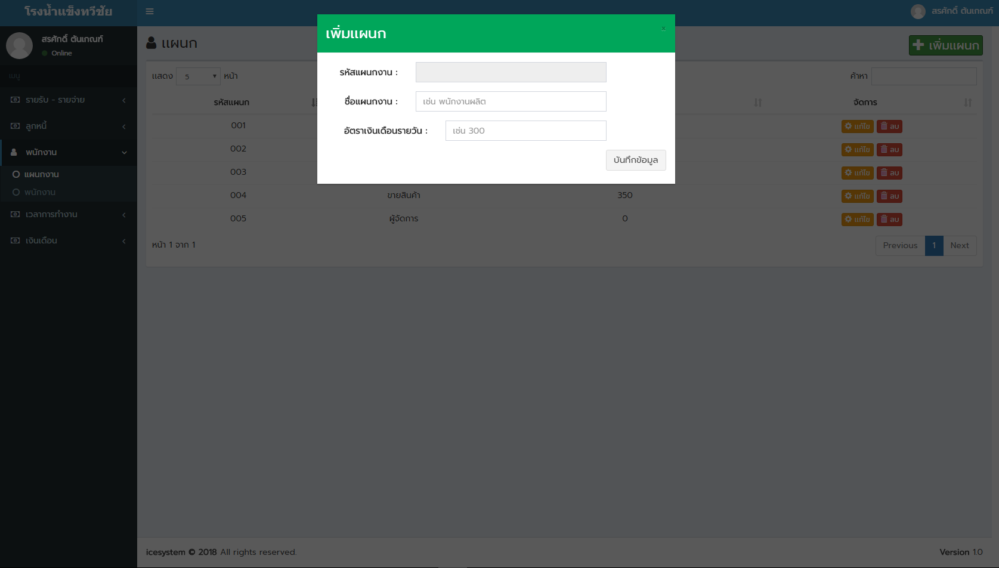 โรงน้ำแข็งทวีชัย
สรศักดิ์ ต้นเกณฑ์
สรศักดิ์ ต้นเกณฑ์
Online
เมนู
รายรับ - รายจ่าย
ลูกหนี้
พนักงาน
แผนกงาน
พนักงาน
เวลาการทำงาน
เงินเดือน
แผนก
เพิ่มแผนก
แสดง 5 หน้า
ค้าหา
รหัสแผนก จัดการ
001 แก้ไข ลบ
002 แก้ไข ลบ
003 แก้ไข ลบ
004 ขายสินค้า 350 แก้ไข ลบ
005 ผู้จัดการ 0 แก้ไข ลบ
หน้า 1 จาก 1
Previous 1 Next
เพิ่มแผนก
×
รหัสแผนกงาน :
ชื่อแผนกงาน : เช่น พนักงานผลิต
อัตราเงินเดือนรายวัน : เช่น 300
บันทึกข้อมูล
icesystem © 2018 All rights reserved.
Version 1.0